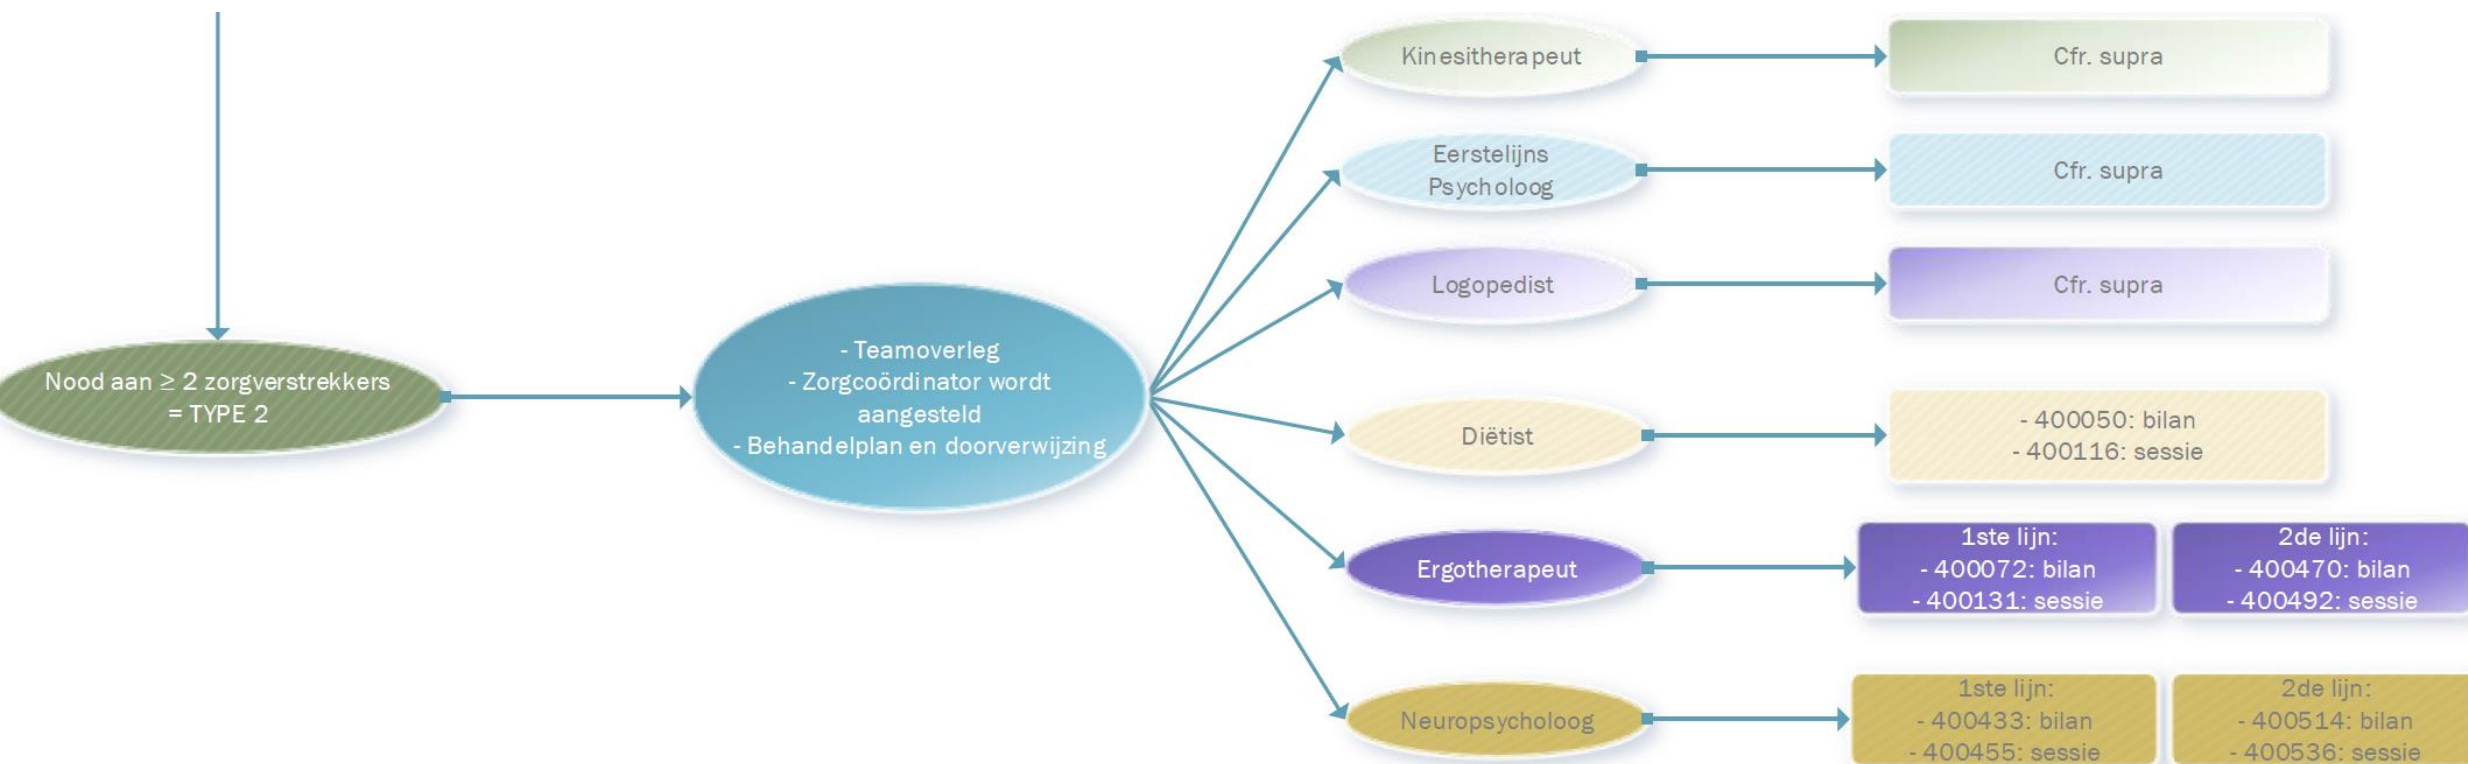 Nood aan ≥ 2 zorgverstrekkers
= TYPE 2
- Teamoverleg
- Zorgcoördinator wordt
aangesteld
- Behandelplan en doorverwijzing
Kinesitherapeut
Cfr. supra
Eerstelijns
Psycholoog
Cfr. supra
Logopedist
Cfr. supra
Diëtist
- 400050: bilan
- 400116: sessie
Ergotherapeut
1ste lijn:
- 400072: bilan
- 400131: sessie
2de lijn:
- 400470: bilan
- 400492: sessie
Neuropsycholoog
1ste lijn:
- 400433: bilan
- 400455: sessie
2de lijn:
- 400514: bilan
- 400536: sessie